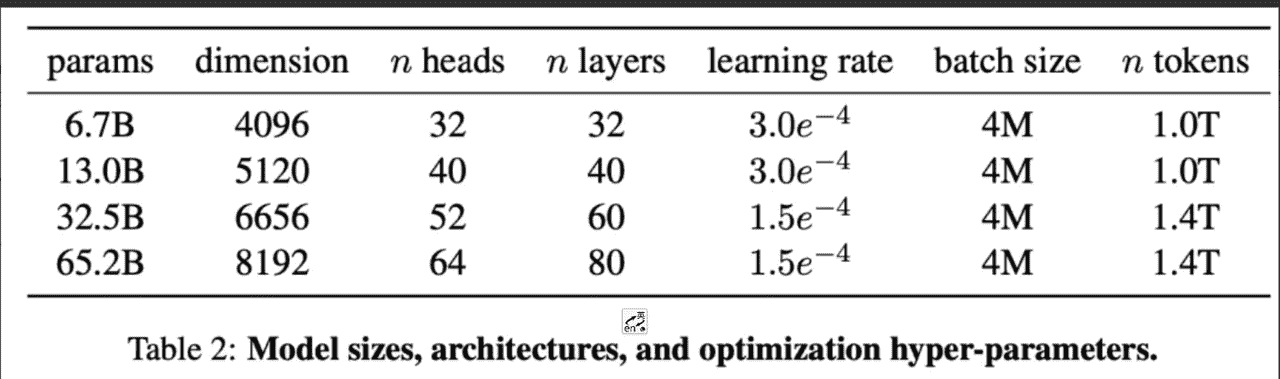 params dimension n heads n layers learning rate batch size n tokens
6.7B 4096 32 32 3.0e−4 4M 1.0T
13.0B 5120 40 40 3.0e−4 4M 1.0T
32.5B 6656 52 60 1.5e−4 4M 1.4T
65.2B 8192 64 80 1.5e−4 4M 1.4T
英
en
Table 2: Model sizes, architectures, and optimization hyper-parameters.